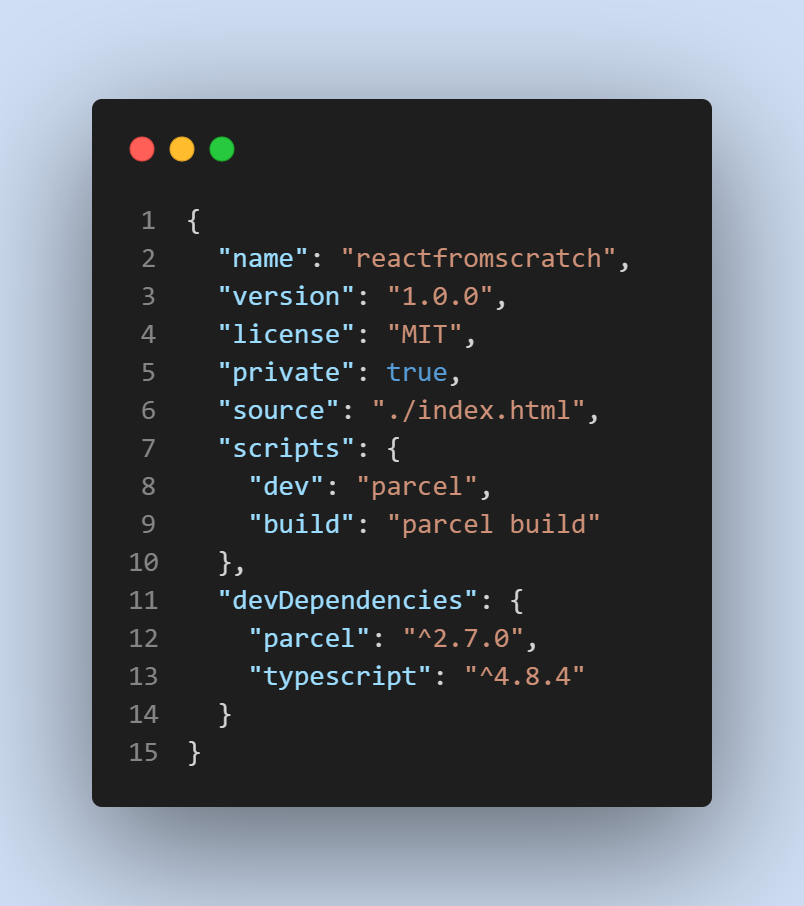 1 {
2   "name": "reactfromscratch",
3   "version": "1.0.0",
4   "license": "MIT",
5   "private": true,
6   "source": "./index.html",
7   "scripts": {
8     "dev": "parcel",
9     "build": "parcel build"
10   },
11   "devDependencies": {
12     "parcel": "^2.7.0",
13     "typescript": "^4.8.4"
14   }
15 }